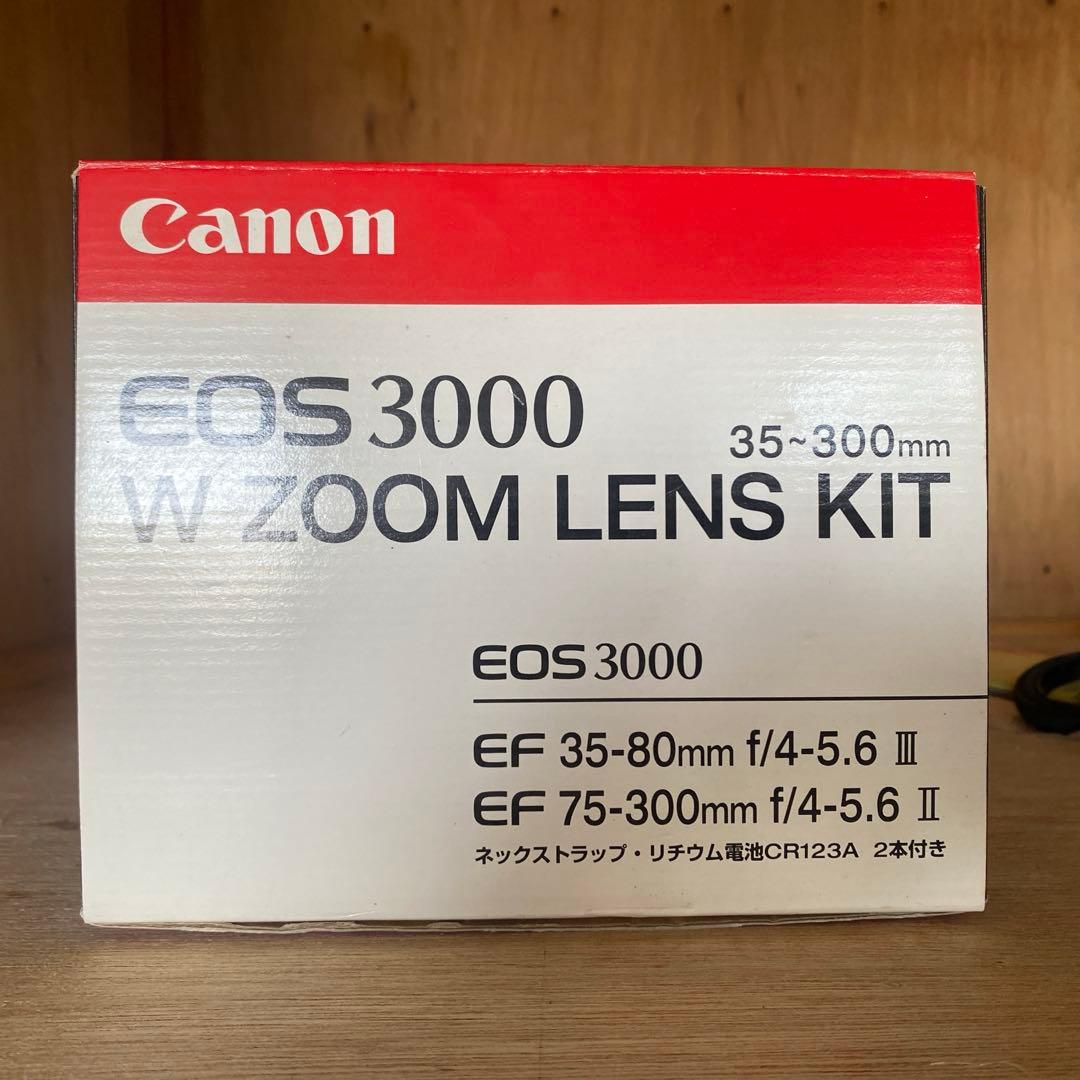 Canon
EOS 3000
35~300mm
W ZOOM LENS KIT
EOS 3000
EF 35-80mm f/4-5.6 Ⅲ
EF 75-300mm f/4-5.6 Ⅱ
ネックストラップ・リチウム電池CR123A 2本付き